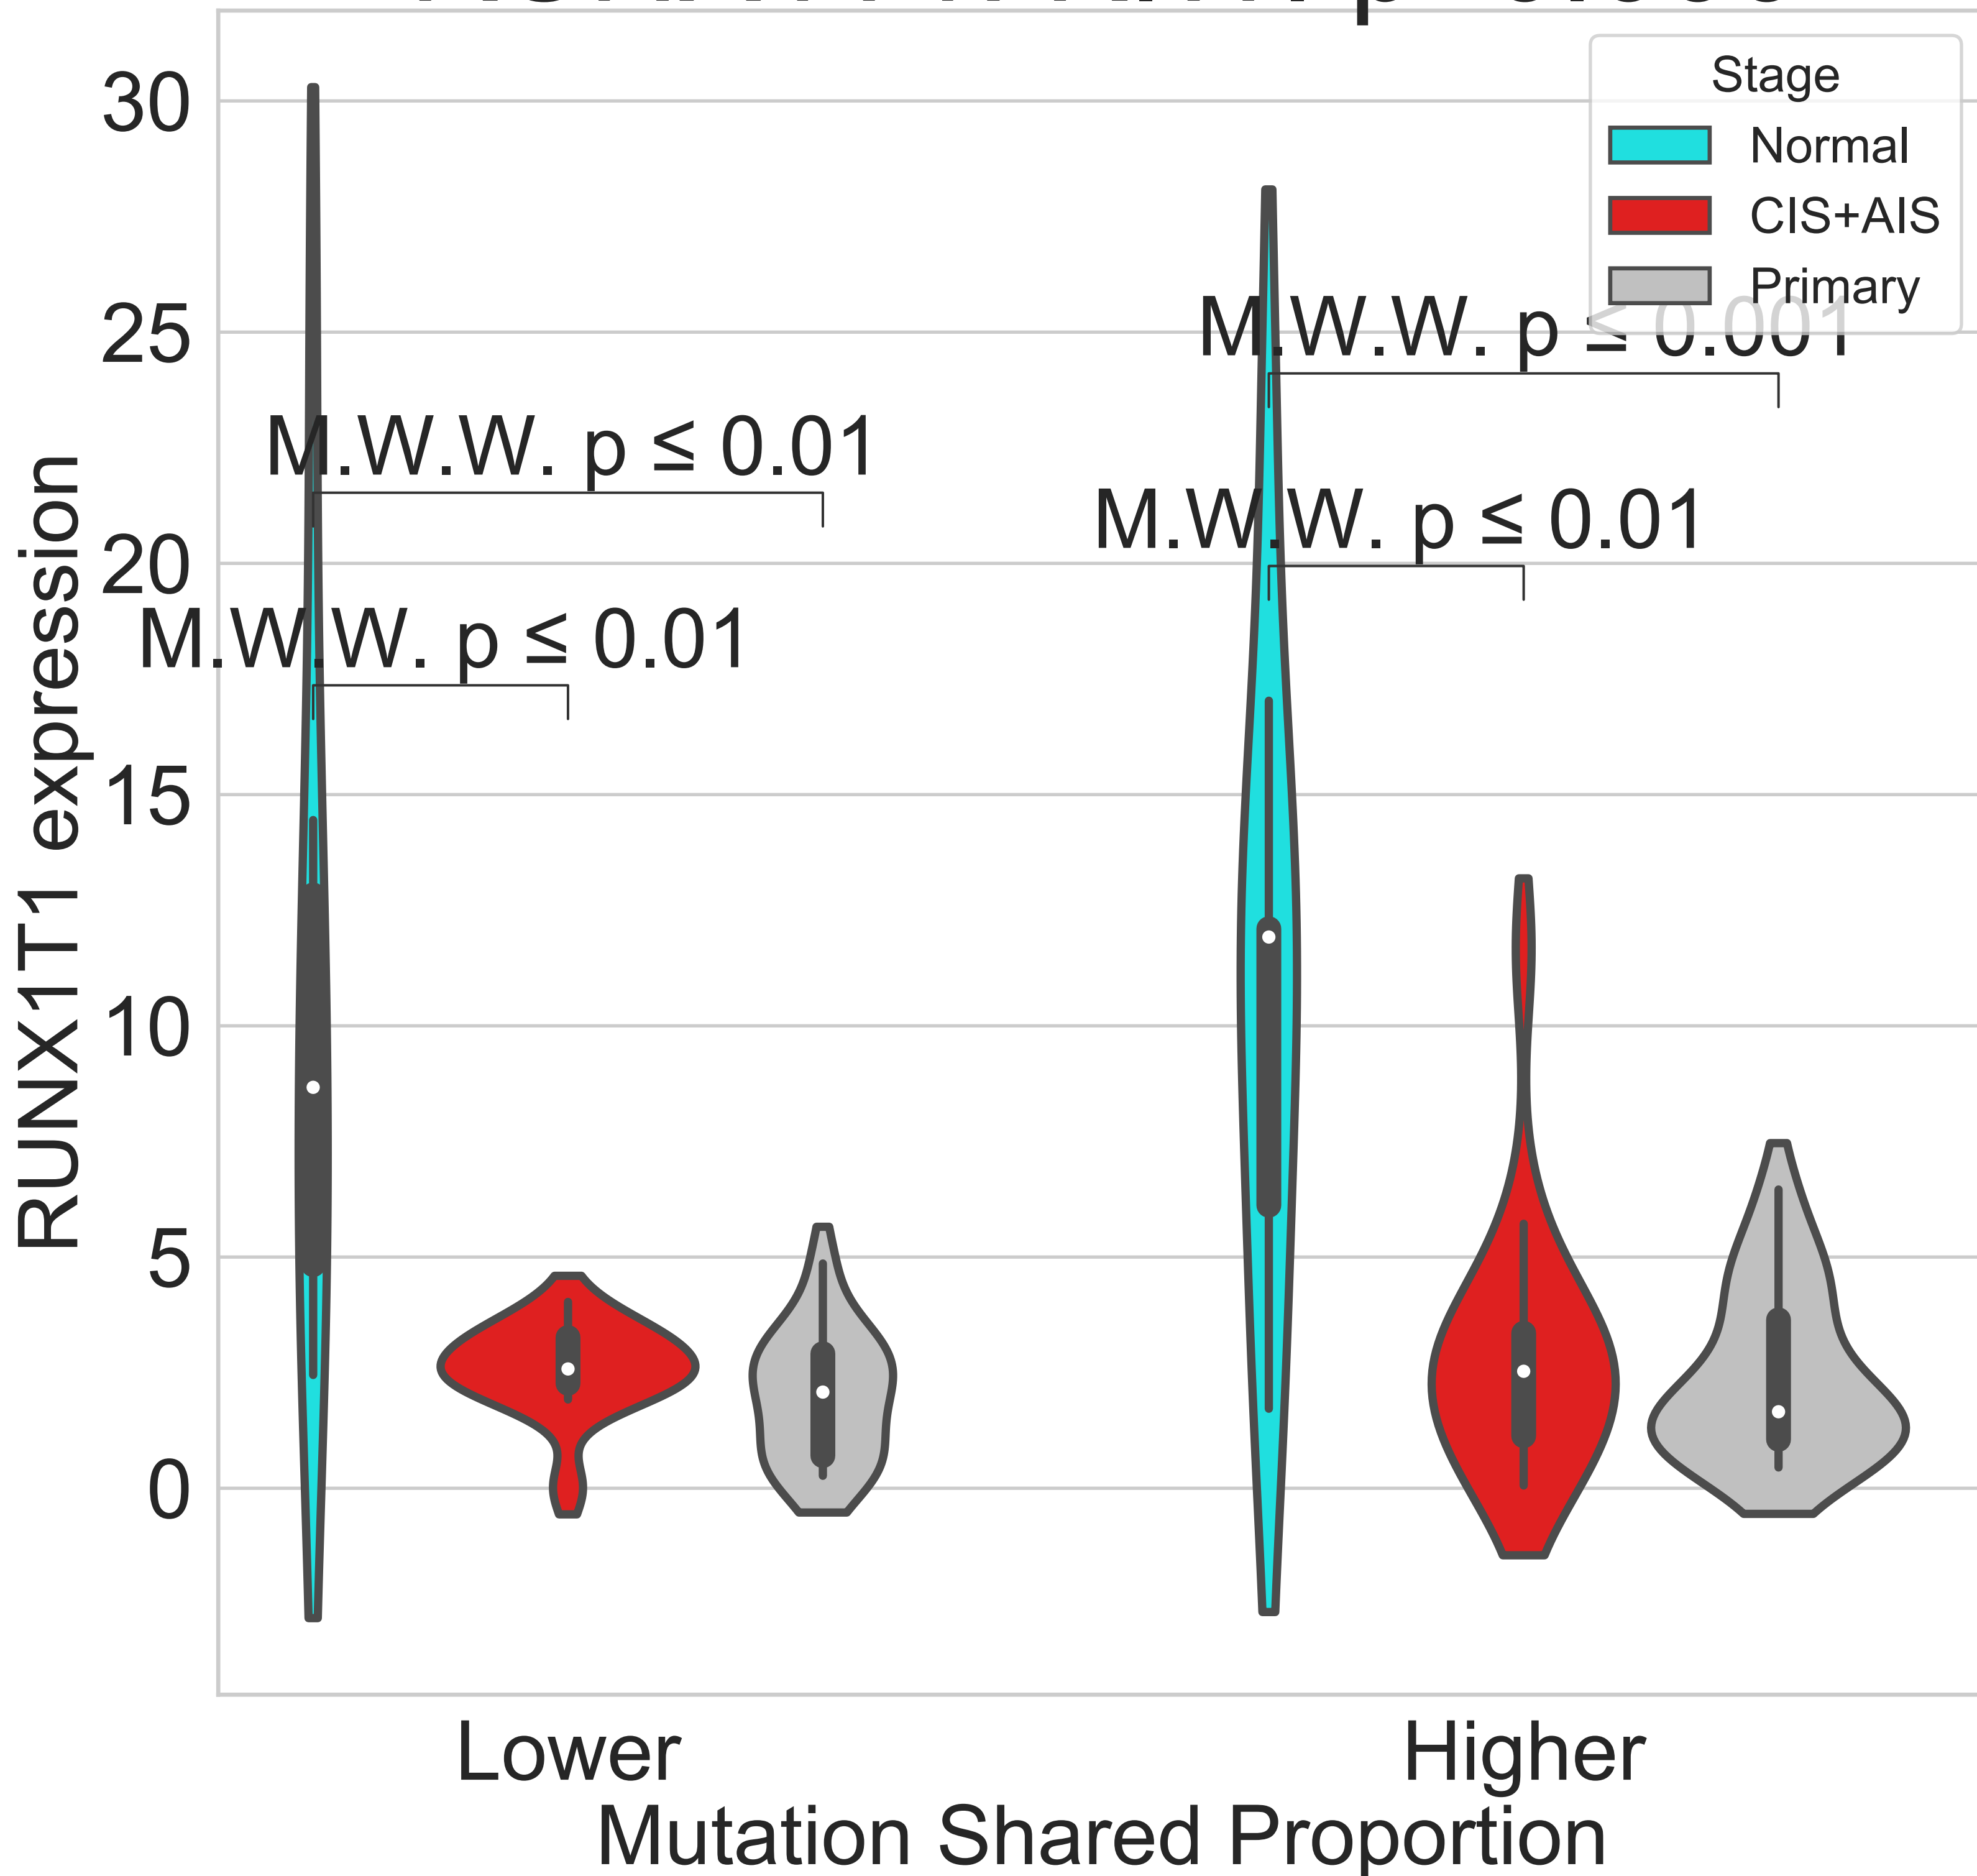 30
25
20
15
10
5
0
RUNX1T1 expression
Stage
Normal
CIS+AIS
Primary
M.W.W. p ≤ 0.001
M.W.W. p ≤ 0.01
M.W.W. p ≤ 0.01
M.W.W. p ≤ 0.01
Lower
Higher
Mutation Shared Proportion